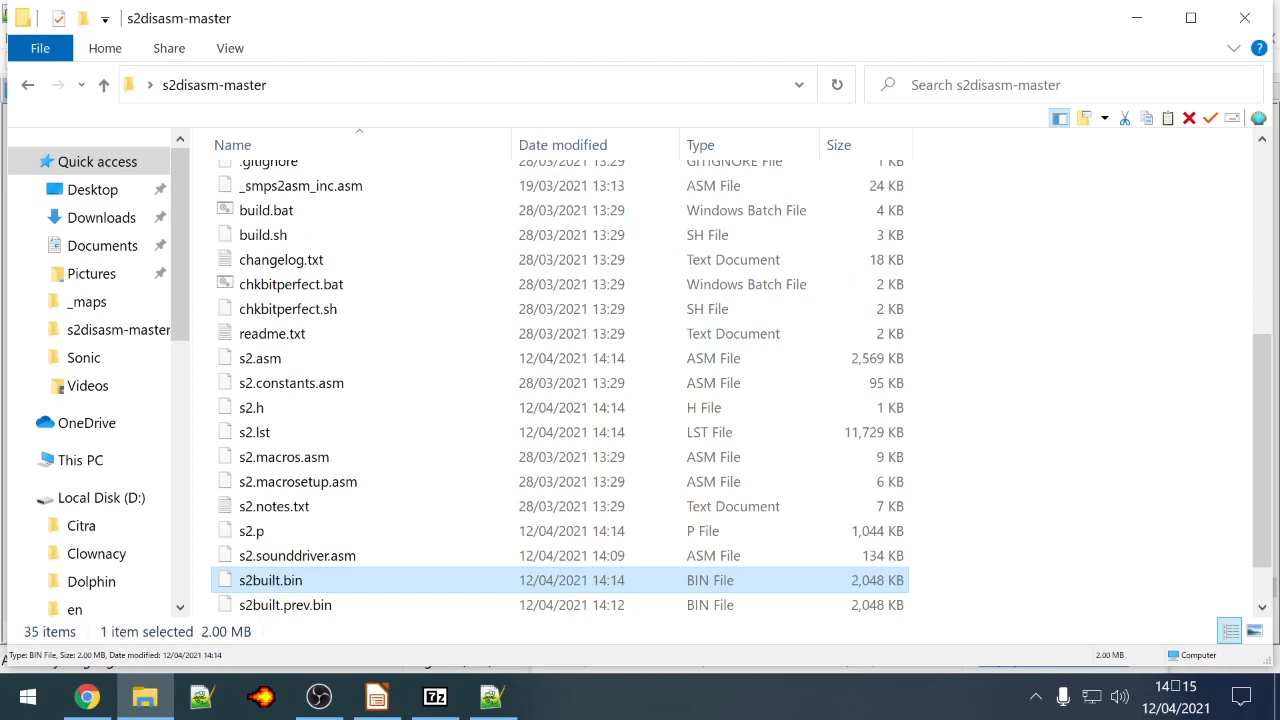 s2disasm-master
File Home Share View
s2disasm-master
Search s2disasm-master
Name Date modified Type Size
.gitignore 28/03/2021 13:29 GITIGNORE File 1 KB
_smps2asm_inc.asm 19/03/2021 13:13 ASM File 24 KB
build.bat 28/03/2021 13:29 Windows Batch File 4 KB
build.sh 28/03/2021 13:29 SH File 3 KB
changelog.txt 28/03/2021 13:29 Text Document 18 KB
chkbitperfect.bat 28/03/2021 13:29 Windows Batch File 2 KB
chkbitperfect.sh 28/03/2021 13:29 SH File 2 KB
readme.txt 28/03/2021 13:29 Text Document 2 KB
s2.asm 12/04/2021 14:14 ASM File 2,569 KB
s2.constants.asm 28/03/2021 13:29 ASM File 95 KB
s2.h 12/04/2021 14:14 H File 1 KB
s2.lst 12/04/2021 14:14 LST File 11,729 KB
s2.macros.asm 28/03/2021 13:29 ASM File 9 KB
s2.macrosetup.asm 28/03/2021 13:29 ASM File 6 KB
s2.notes.txt 28/03/2021 13:29 Text Document 7 KB
s2.p 12/04/2021 14:14 P File 1,044 KB
s2.sounddriver.asm 12/04/2021 14:09 ASM File 134 KB
s2built.bin 12/04/2021 14:14 BIN File 2,048 KB
s2built.prev.bin 12/04/2021 14:12 BIN File 2,048 KB
Quick access
Desktop
Downloads
Documents
Pictures
_maps
s2disasm-master
Sonic
Videos
OneDrive
This PC
Local Disk (D:)
Citra
Clownacy
Dolphin
en
35 items 1 item selected 2.00 MB
Type: BIN File, Size: 2.00 MB, Date modified: 12/04/2021 14:14 2.00 MB Computer
7z
14□15
12/04/2021